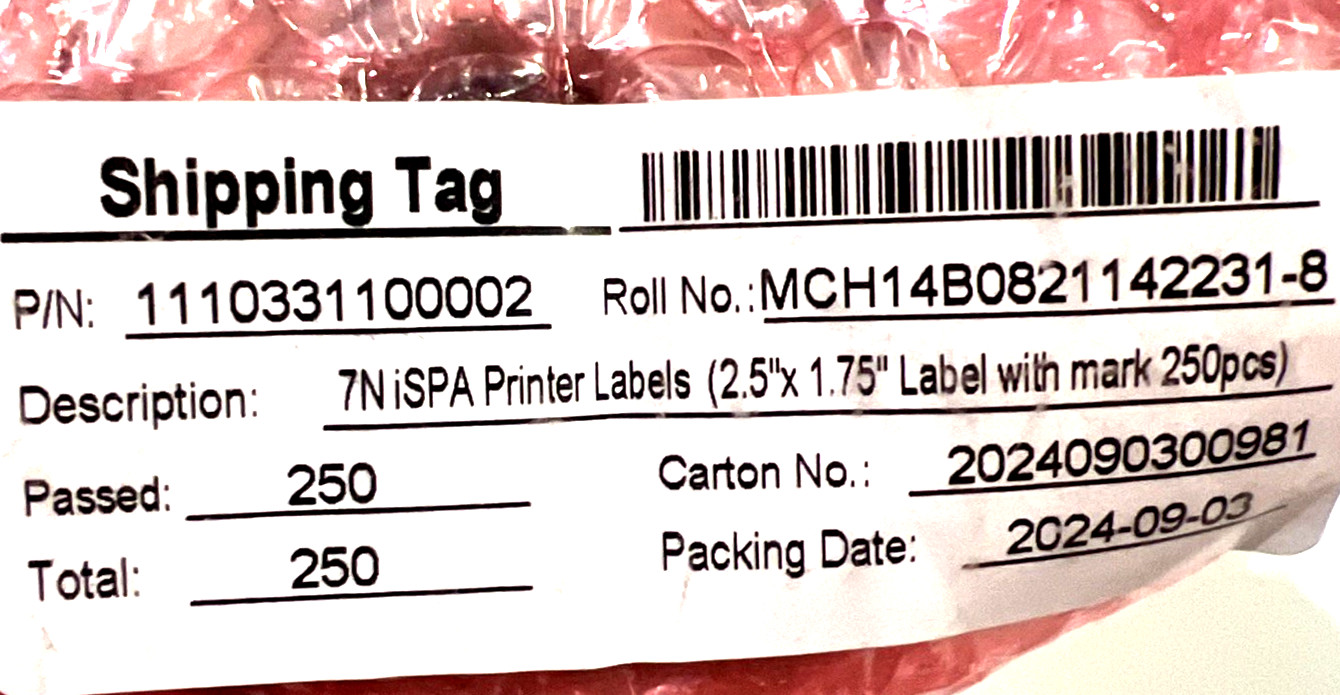 Shipping Tag
P/N: 1110331100002 Roll No.: MCH14B0821142231-8
Description: 7N iSPA Printer Labels (2.5"x 1.75" Label with mark 250pcs)
Passed: 250 Carton No.: 2024090300981
Total: 250 Packing Date: 2024-09-03